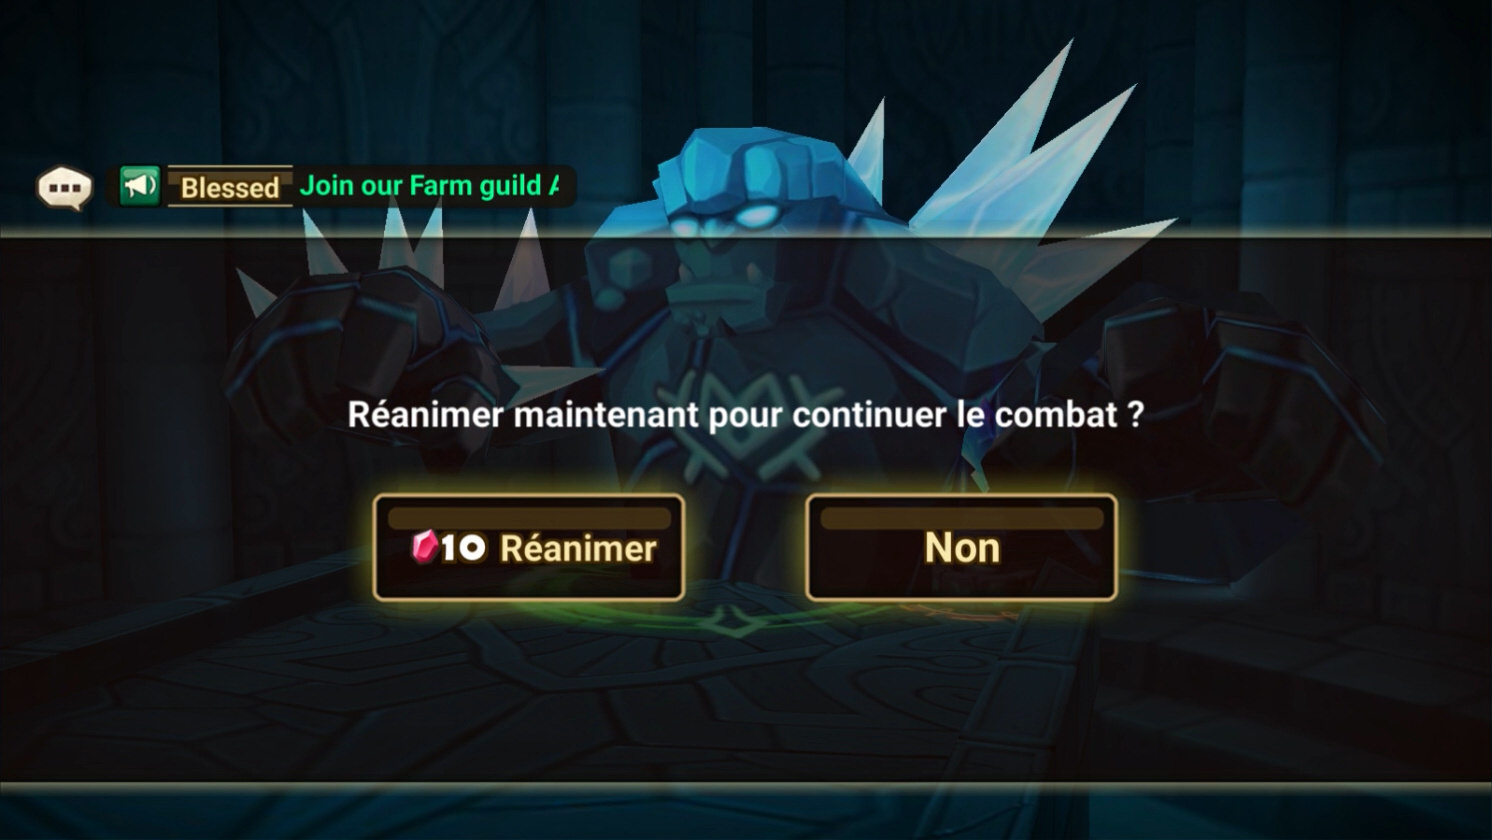 Blessed Join our Farm guild
Réanimer maintenant pour continuer le combat ?
10 Réanimer
Non